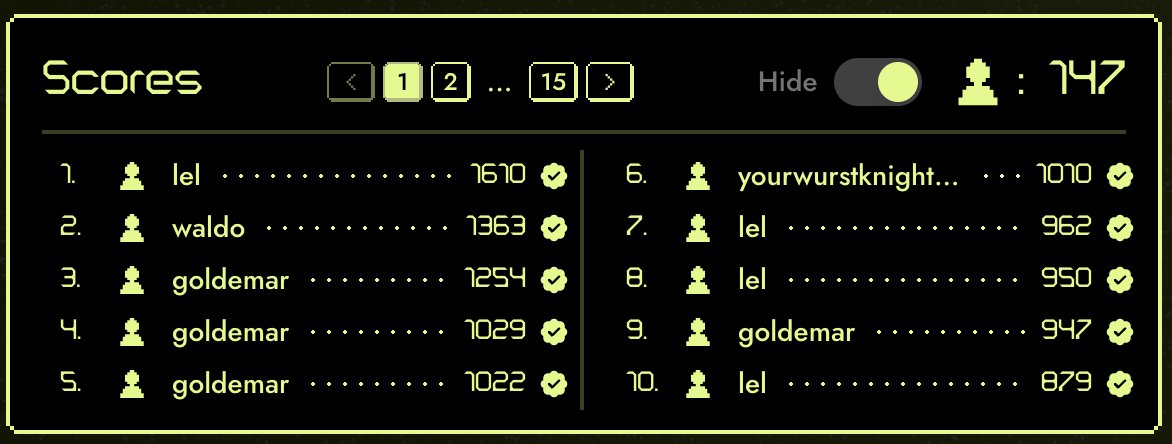 Scores
< 1 2 ... 15 >
Hide
: 147
1. lel 1610
2. waldo 1363
3. goldemar 1254
4. goldemar 1029
5. goldemar 1022
6. yourwurstknight... 1010
7. lel 962
8. lel 950
9. goldemar 947
10. lel 879